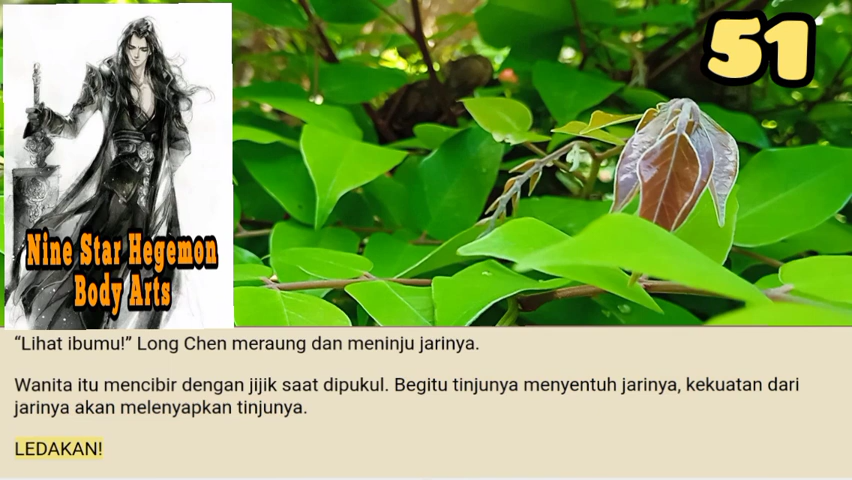 51
Nine Star Hegemon
Body Arts
“Lihat ibumu!” Long Chen meraung dan meninju jarinya.
Wanita itu mencibir dengan jijik saat dipukul. Begitu tinjunya menyentuh jarinya, kekuatan dari
jarinya akan melenyapkan tinjunya.
LEDAKAN!